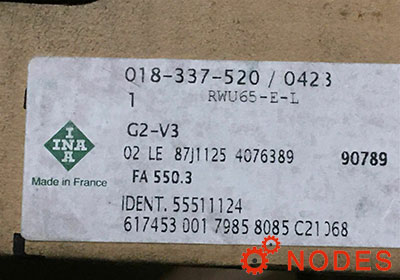 018-337-520 / 0423
1 RWU65-E-L
G2-V3
INA
INA
02 LE 87J1125 4076389 90789
Made in France
FA 550.3
IDENT. 55511124
617453 001 7985 8085 C21068
NODES